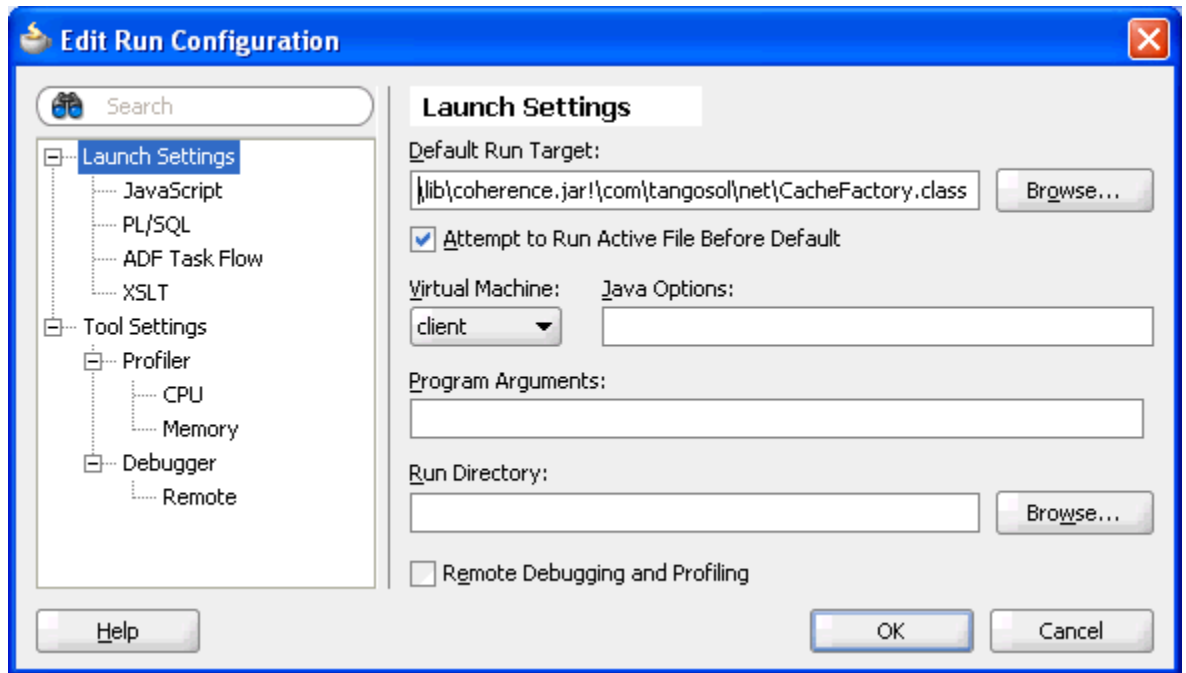 Edit Run Configuration
Search
Launch Settings
JavaScript
PL/SQL
ADF Task Flow
XSLT
Tool Settings
Profiler
CPU
Memory
Debugger
Remote
Launch Settings
Default Run Target:
\lib\coherence.jar!\com\tangosol\net\CacheFactory.class
Browse...
Attempt to Run Active File Before Default
Virtual Machine: Java Options:
client
Program Arguments:
Run Directory:
Browse...
Remote Debugging and Profiling
Help OK Cancel